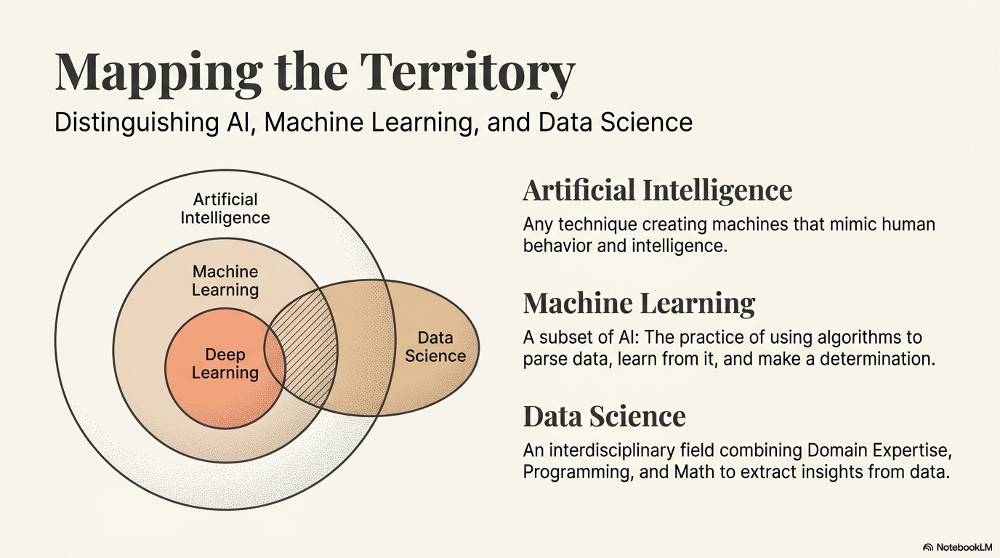 Mapping the Territory
Distinguishing AI, Machine Learning, and Data Science
Artificial
Intelligence
Machine
Learning
Deep
Learning
Data
Science
Artificial Intelligence
Any technique creating machines that mimic human
behavior and intelligence.
Machine Learning
A subset of AI: The practice of using algorithms to
parse data, learn from it, and make a determination.
Data Science
An interdisciplinary field combining Domain Expertise,
Programming, and Math to extract insights from data.
NotebookLM